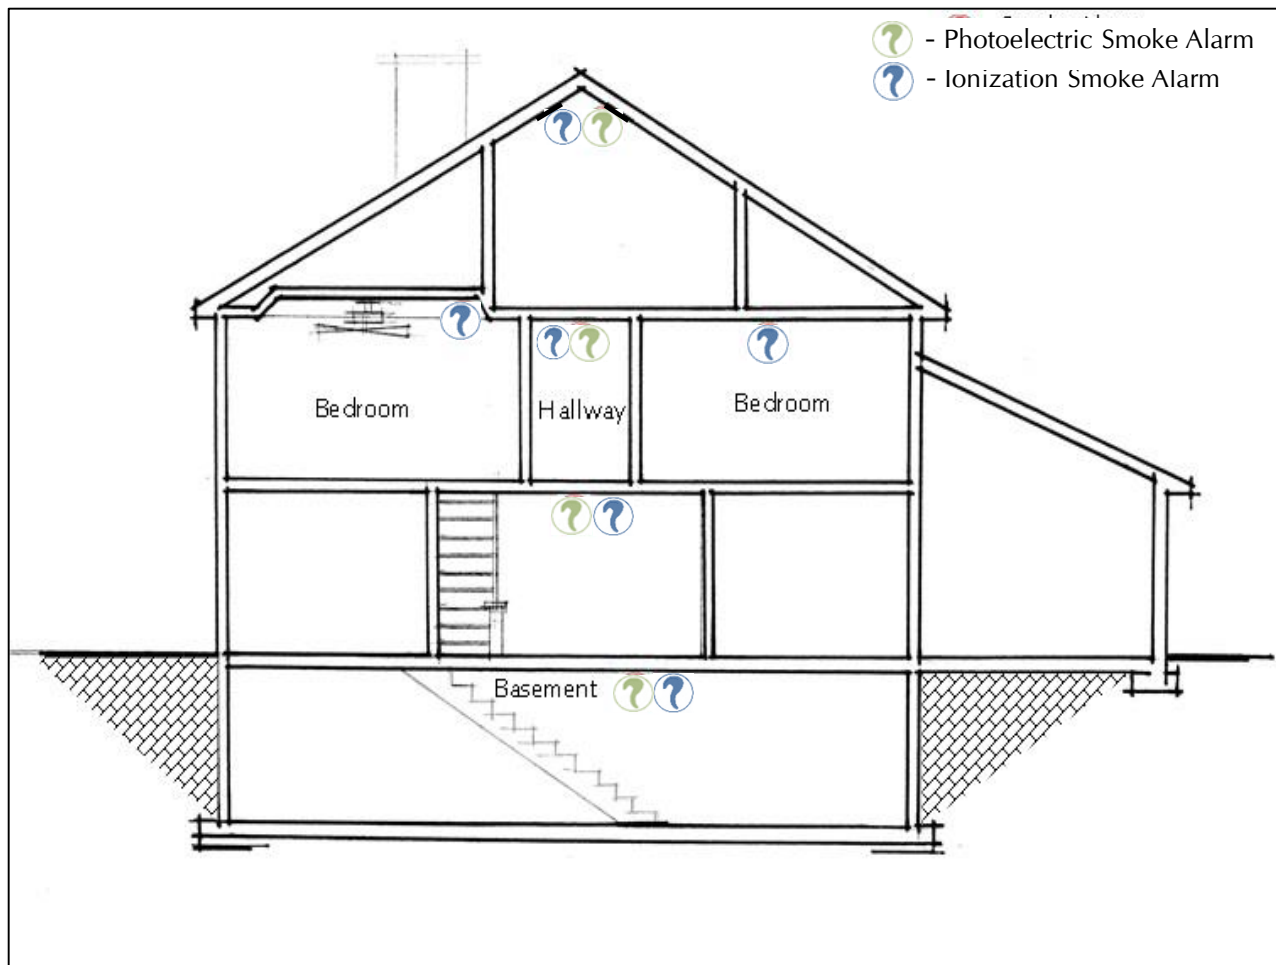 - Photoelectric Smoke Alarm
- Ionization Smoke Alarm
Bedroom
Hallway
Bedroom
Basement